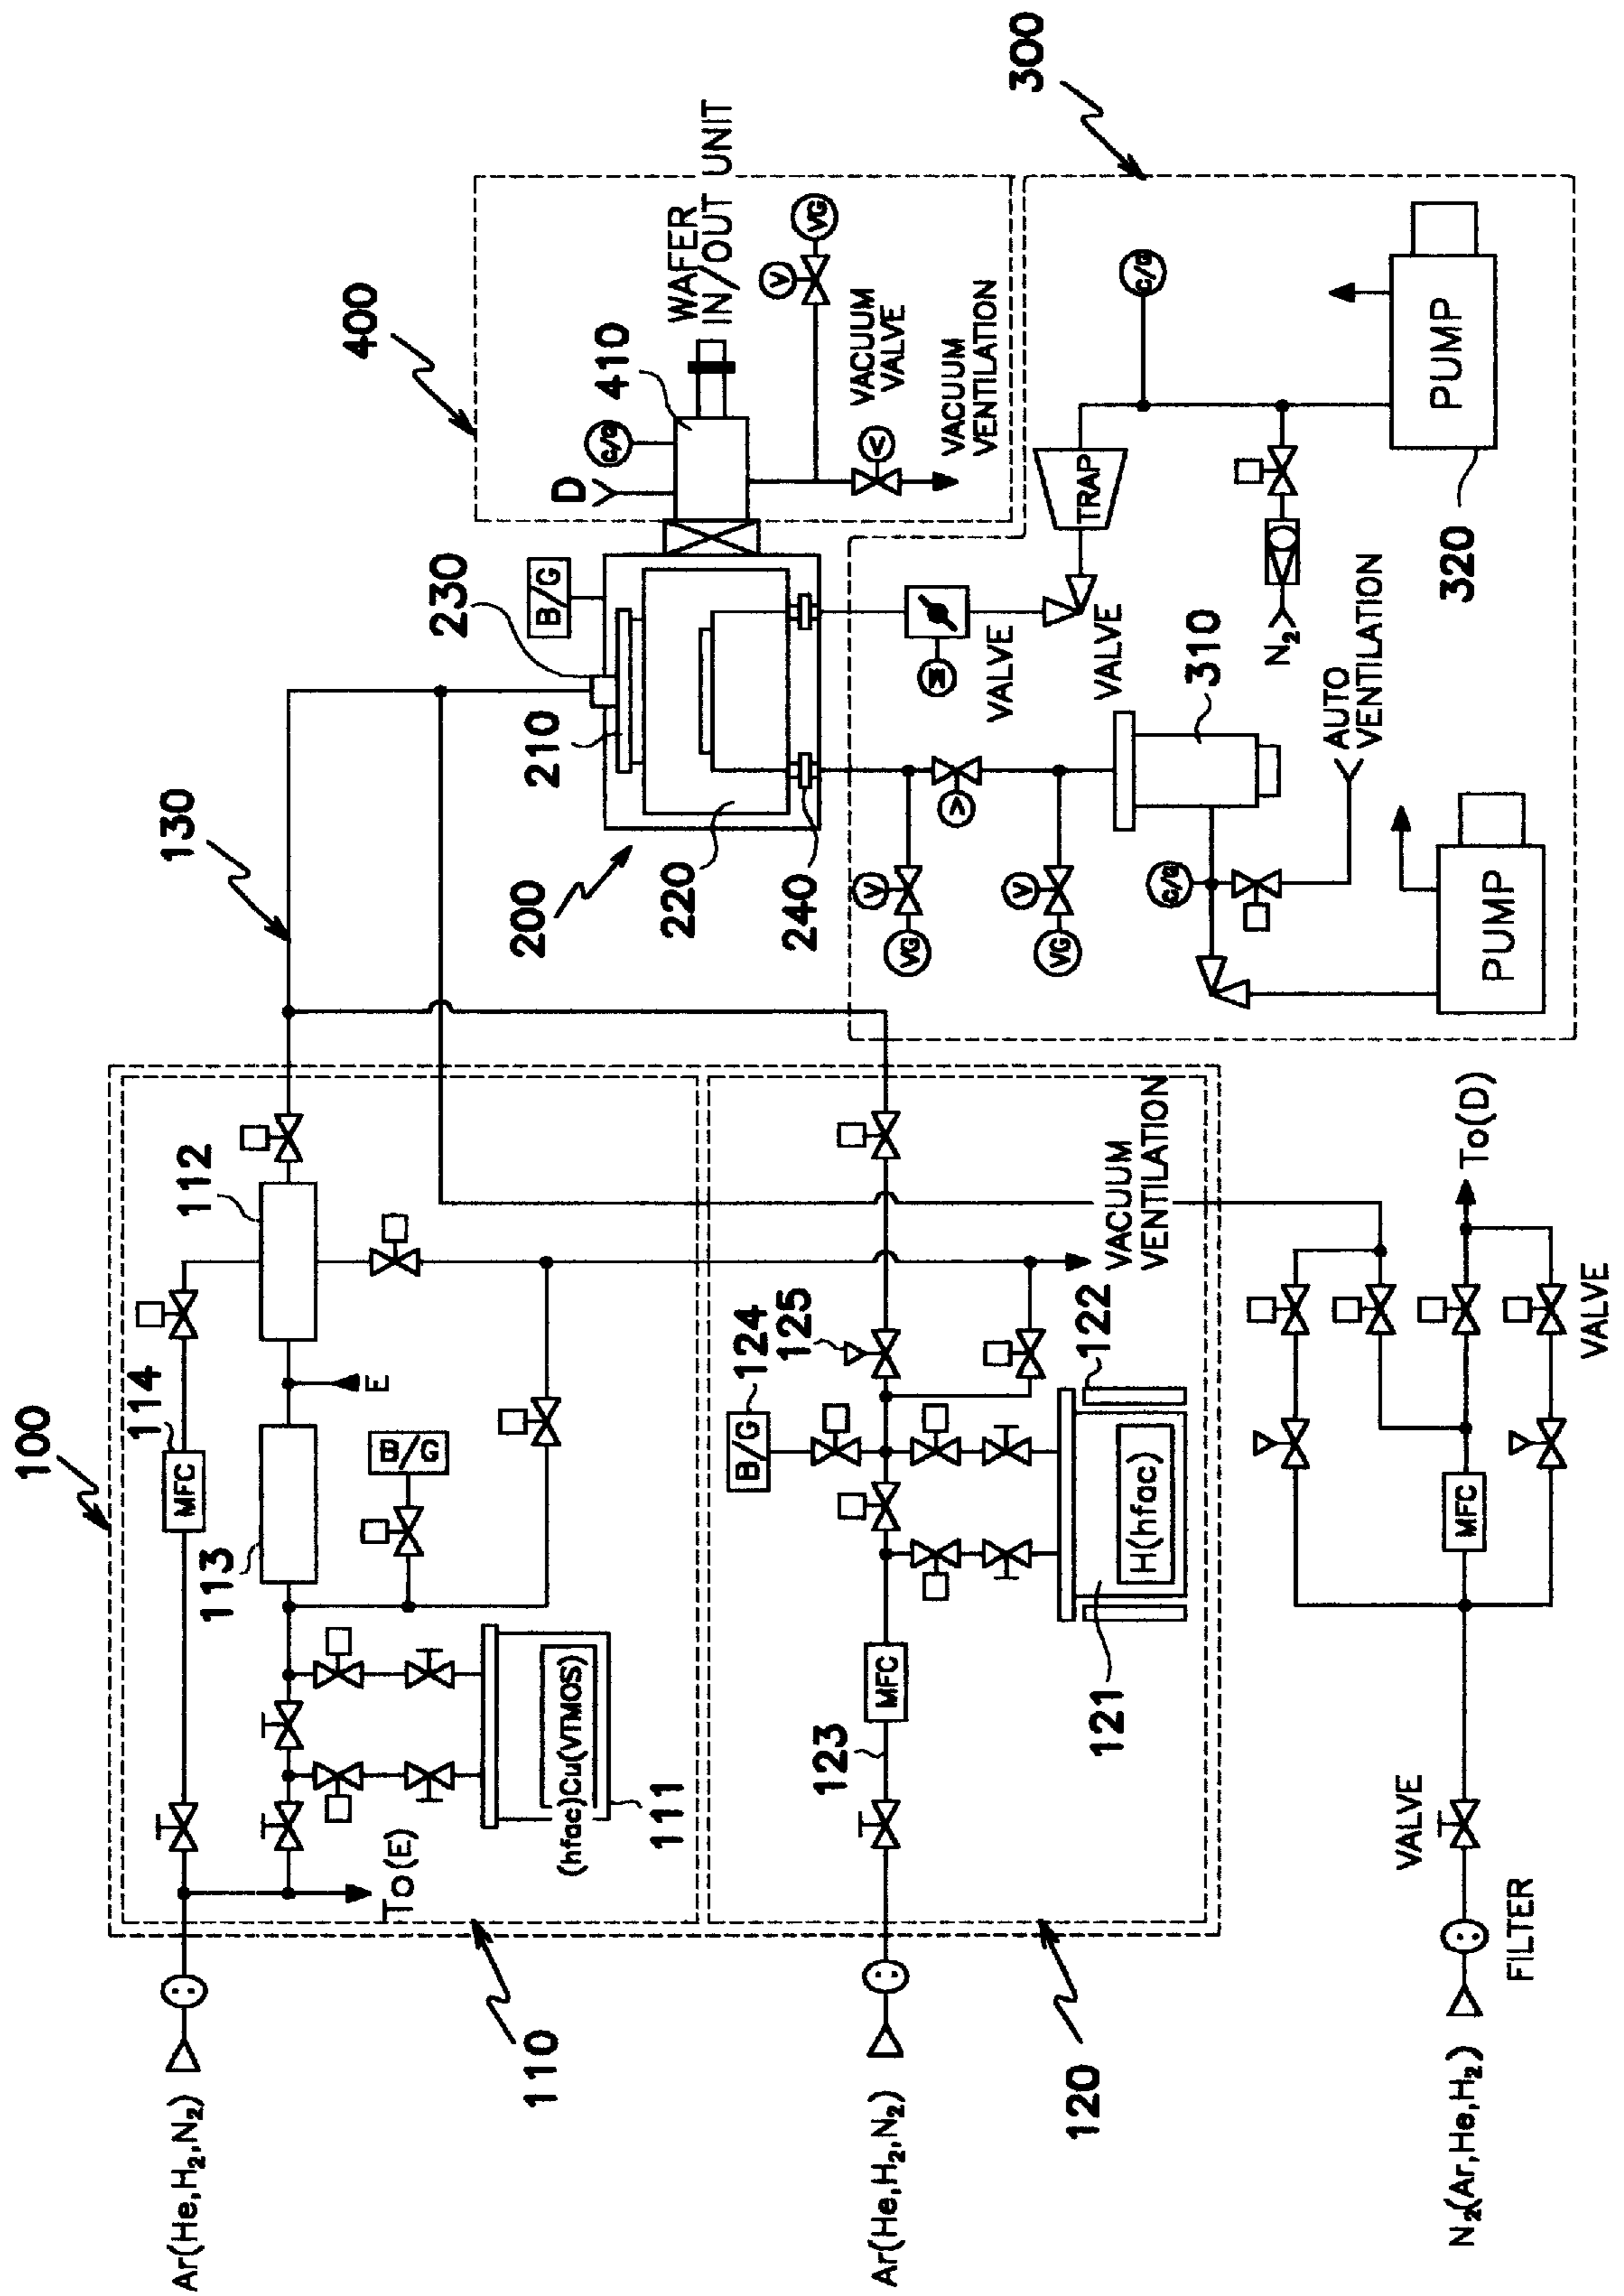 100
110
Ar(He,H₂,N₂)
114
MFC
112
113
E
To(E)
B/G
(hfac)Cu(VTMOS)
111
130
120
Ar(He,H₂,N₂)
123
MFC
B/G
124
125
121
H(hfac)
122
VACUUM
VENTILATION
N₂(Ar,He,H₂)
FILTER
VALVE
MFC
VALVE
To(D)
200
210
220
230
240
B/G
400
410
D
C/G
WAFER
IN/OUT UNIT
V
VG
V
VACUUM
VALVE
VACUUM
VENTILATION
300
V
VG
V
V
VG
M
VALVE
VALVE
TRAP
C/G
N₂
310
C/G
AUTO
VENTILATION
PUMP
320
PUMP